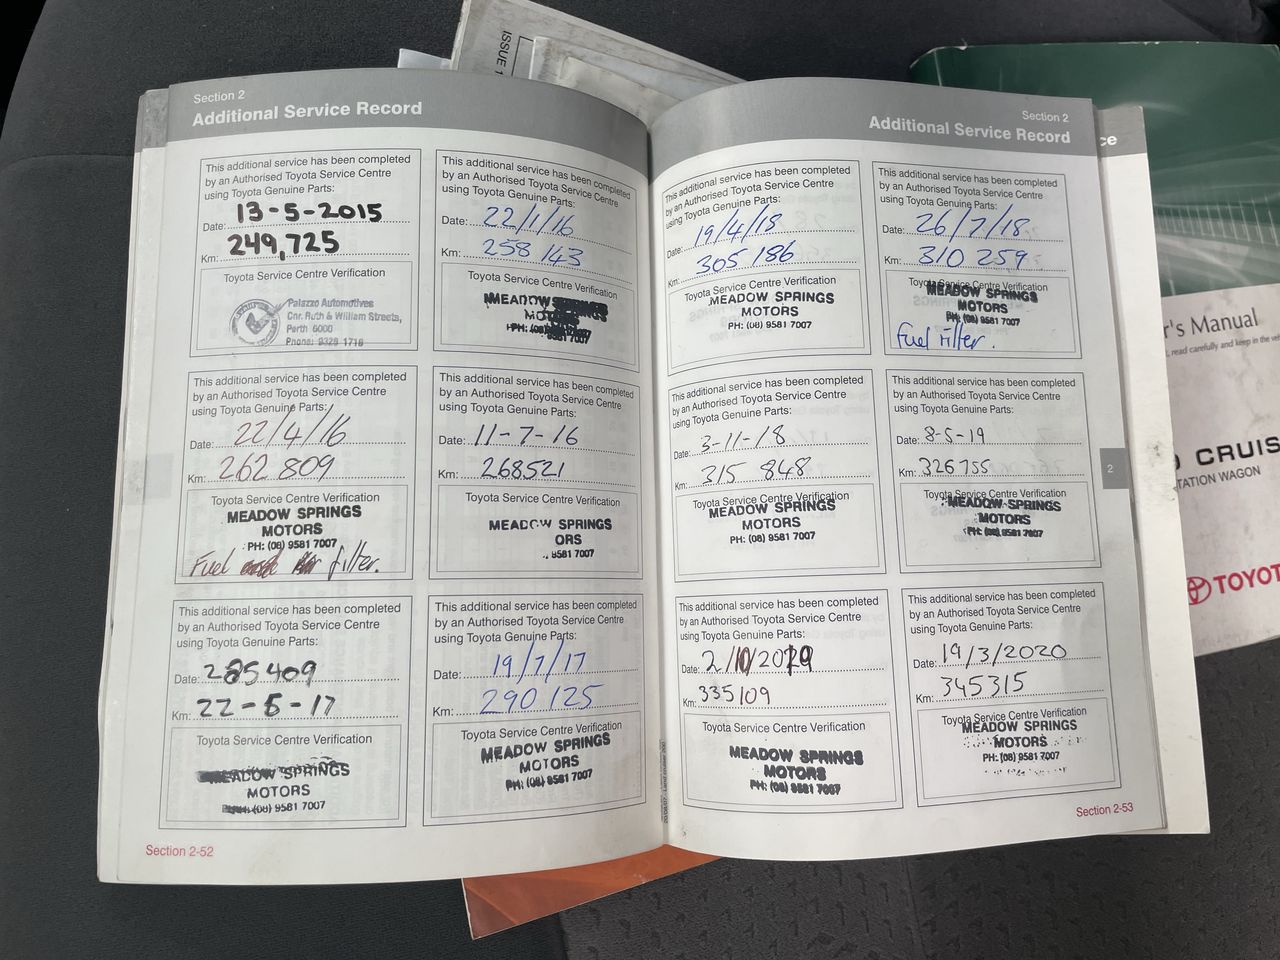 ISSUE 1
Section 2
Additional Service Record
This additional service has been completed
by an Authorised Toyota Service Centre
using Toyota Genuine Parts:
Date: 13-5-2015
Km: 249,725
Toyota Service Centre Verification
Palazzo Automotives
Cnr. Ruth & William Streets,
Perth 6000
Phone: 9328 1718
This additional service has been completed
by an Authorised Toyota Service Centre
using Toyota Genuine Parts:
Date: 22/1/16
Km: 258 143
Toyota Service Centre Verification
MEADOW SPRINGS
MOTORS
PH: (08) 9581 7007
This additional service has been completed
by an Authorised Toyota Service Centre
using Toyota Genuine Parts:
Date: 22/4/16
Km: 262 809
Toyota Service Centre Verification
MEADOW SPRINGS
MOTORS
PH: (08) 9581 7007
Fuel filter.
This additional service has been completed
by an Authorised Toyota Service Centre
using Toyota Genuine Parts:
Date: 11-7-16
Km: 268521
Toyota Service Centre Verification
MEADOW SPRINGS
ORS
9581 7007
This additional service has been completed
by an Authorised Toyota Service Centre
using Toyota Genuine Parts:
Date: 285409
Km: 22-5-17
Toyota Service Centre Verification
MEADOW SPRINGS
MOTORS
PH: (08) 9581 7007
This additional service has been completed
by an Authorised Toyota Service Centre
using Toyota Genuine Parts:
Date: 19/7/17
Km: 290 125
Toyota Service Centre Verification
MEADOW SPRINGS
MOTORS
PH: (08) 9581 7007
Section 2-52
Section 2
Additional Service Record
This additional service has been completed
by an Authorised Toyota Service Centre
using Toyota Genuine Parts:
Date: 19/4/18
Km: 305 186
Toyota Service Centre Verification
MEADOW SPRINGS
MOTORS
PH: (08) 9581 7007
This additional service has been completed
by an Authorised Toyota Service Centre
using Toyota Genuine Parts:
Date: 26/7/18
Km: 310 259
Toyota Service Centre Verification
MEADOW SPRINGS
MOTORS
PH: (08) 9581 7007
Fuel Filter.
This additional service has been completed
by an Authorised Toyota Service Centre
using Toyota Genuine Parts:
Date: 3-11-18
Km: 315 848
Toyota Service Centre Verification
MEADOW SPRINGS
MOTORS
PH: (08) 9581 7007
This additional service has been completed
by an Authorised Toyota Service Centre
using Toyota Genuine Parts:
Date: 8-5-19
Km: 326755
Toyota Service Centre Verification
MEADOW SPRINGS
MOTORS
PH: (08) 9581 7007
2
This additional service has been completed
by an Authorised Toyota Service Centre
using Toyota Genuine Parts:
Date: 2/10/2019
Km: 335109
Toyota Service Centre Verification
MEADOW SPRINGS
MOTORS
PH: (08) 9581 7007
This additional service has been completed
by an Authorised Toyota Service Centre
using Toyota Genuine Parts:
Date: 19/3/2020
Km: 345315
Toyota Service Centre Verification
MEADOW SPRINGS
MOTORS
PH: (08) 9581 7007
Section 2-53
ce
r's Manual
read carefully and keep in the ve
D CRUIS
TATION WAGON
TOYOT